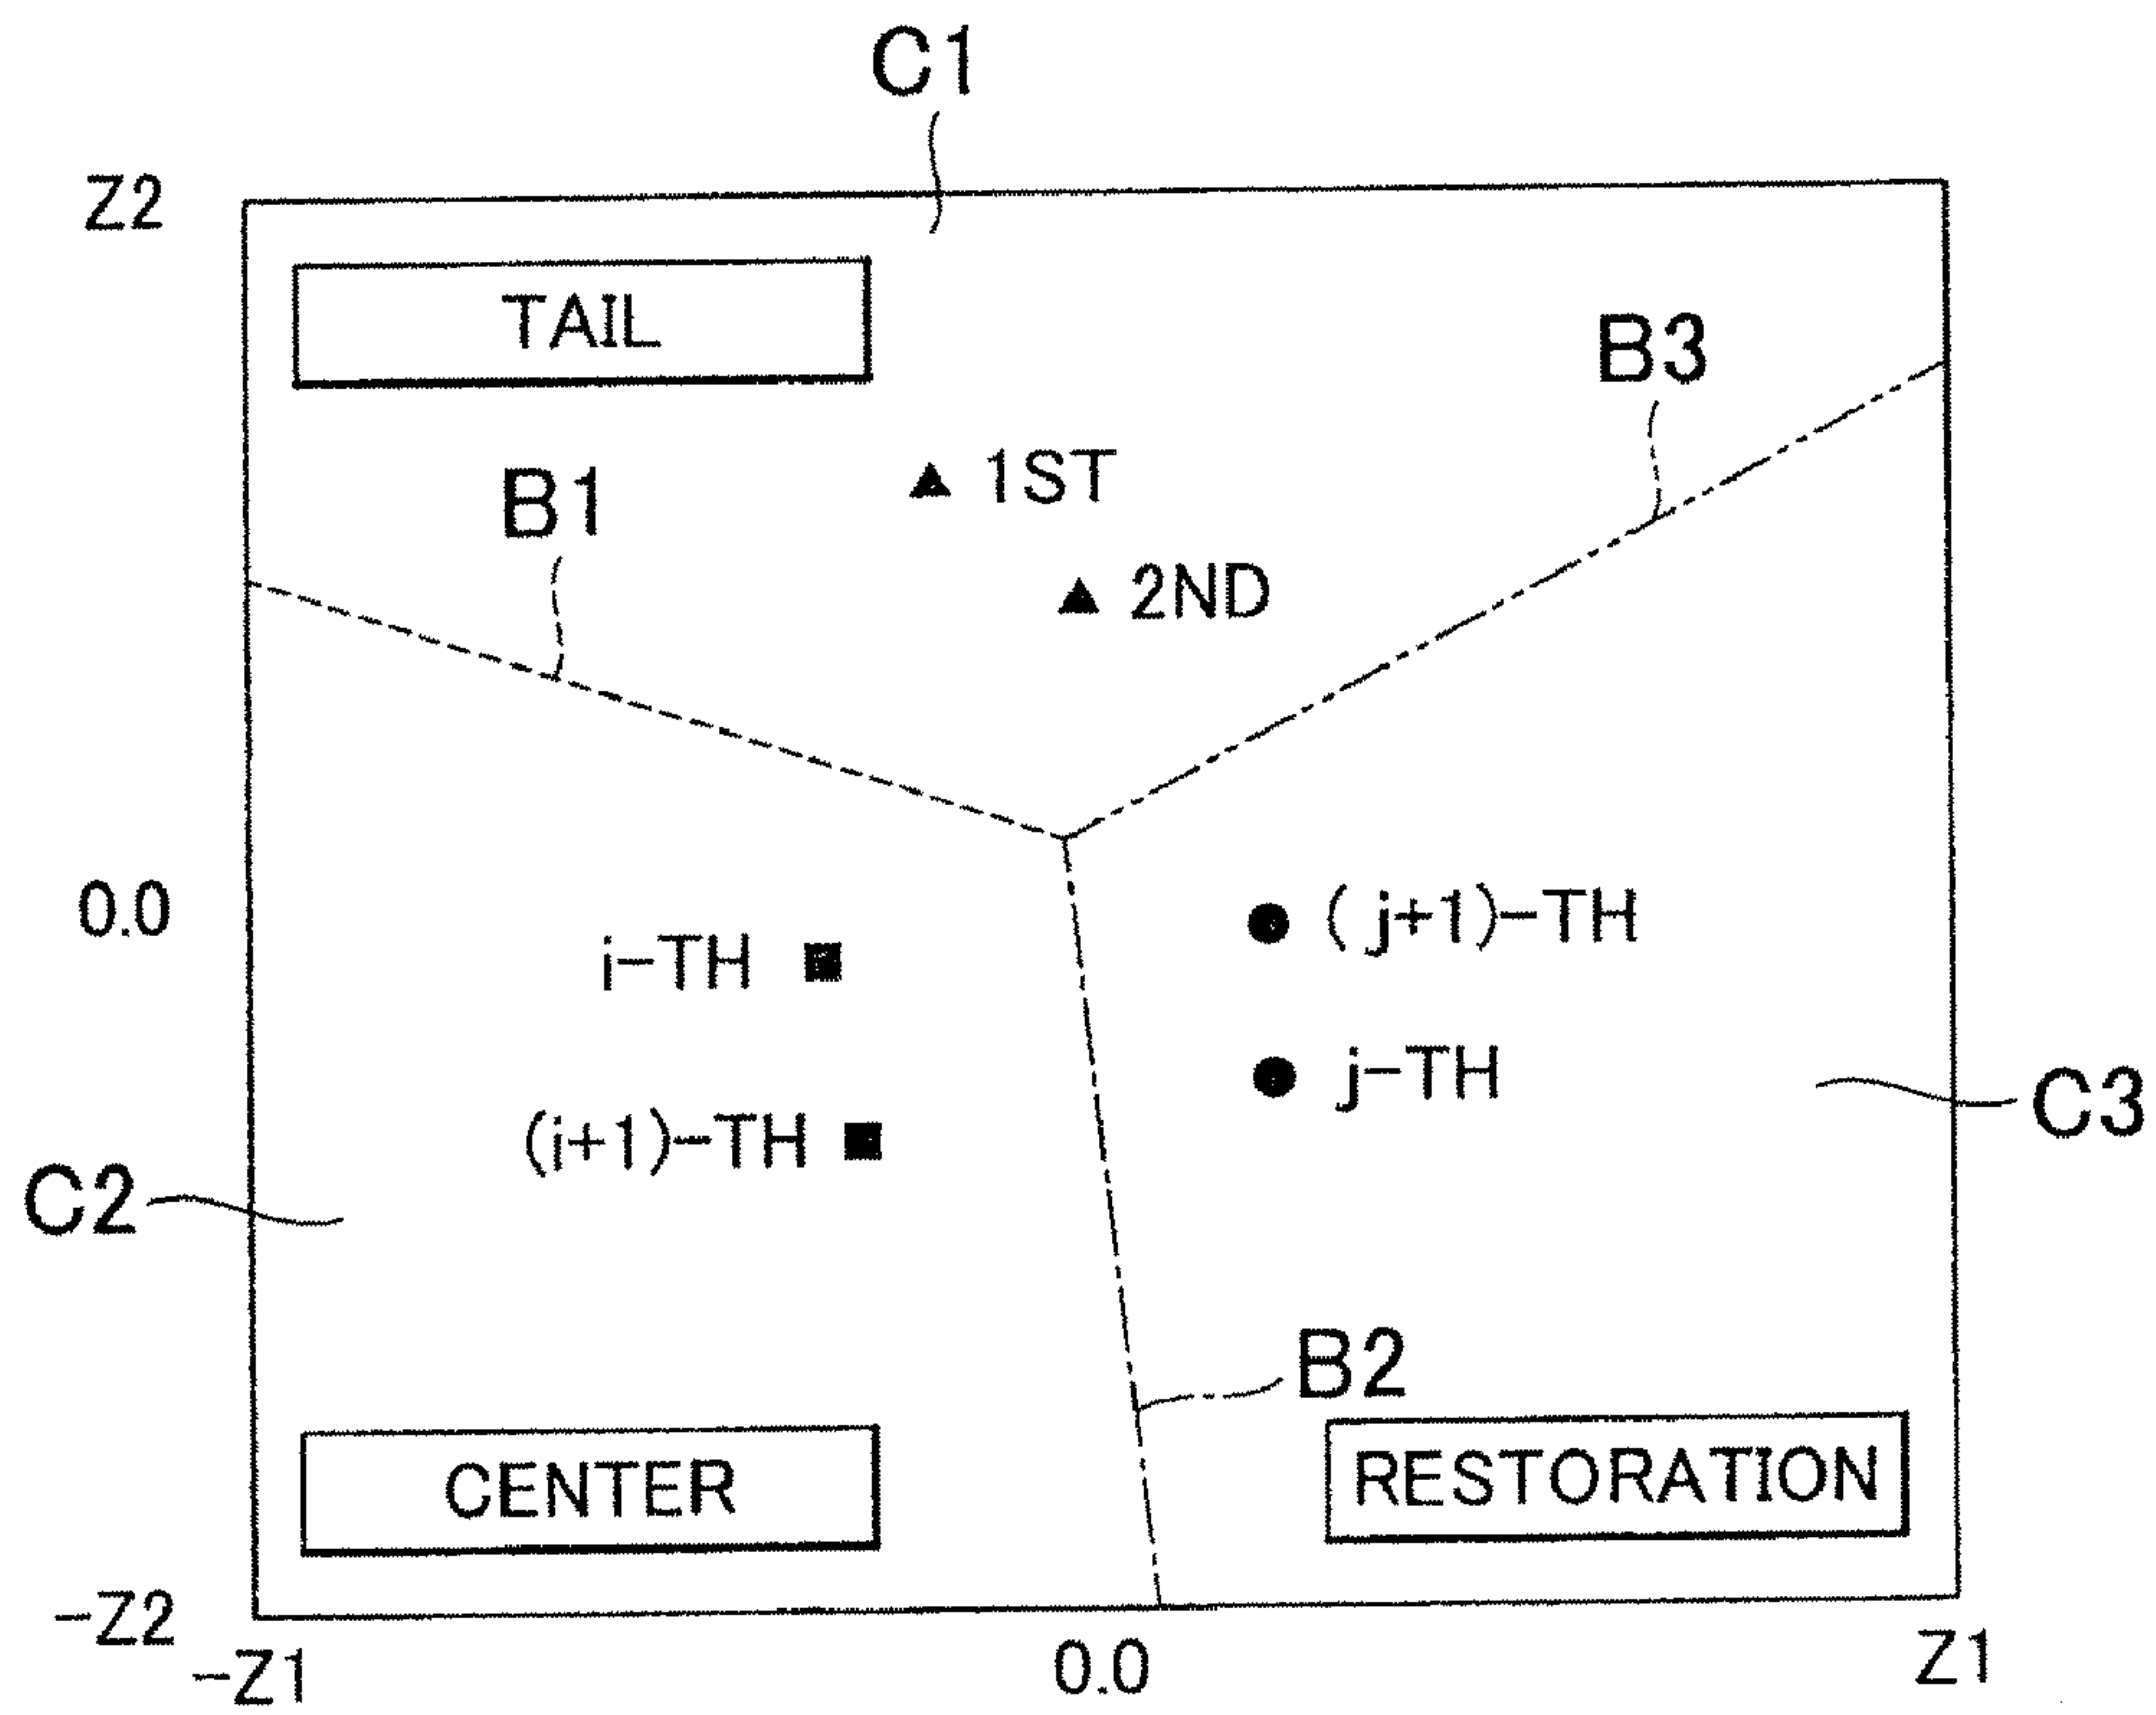 C1
Z2
TAIL
B3
1ST
B1
2ND
0.0
(j+1)-TH
i-TH
j-TH
C3
(i+1)-TH
C2
B2
CENTER
RESTORATION
-Z2
-Z1
0.0
Z1